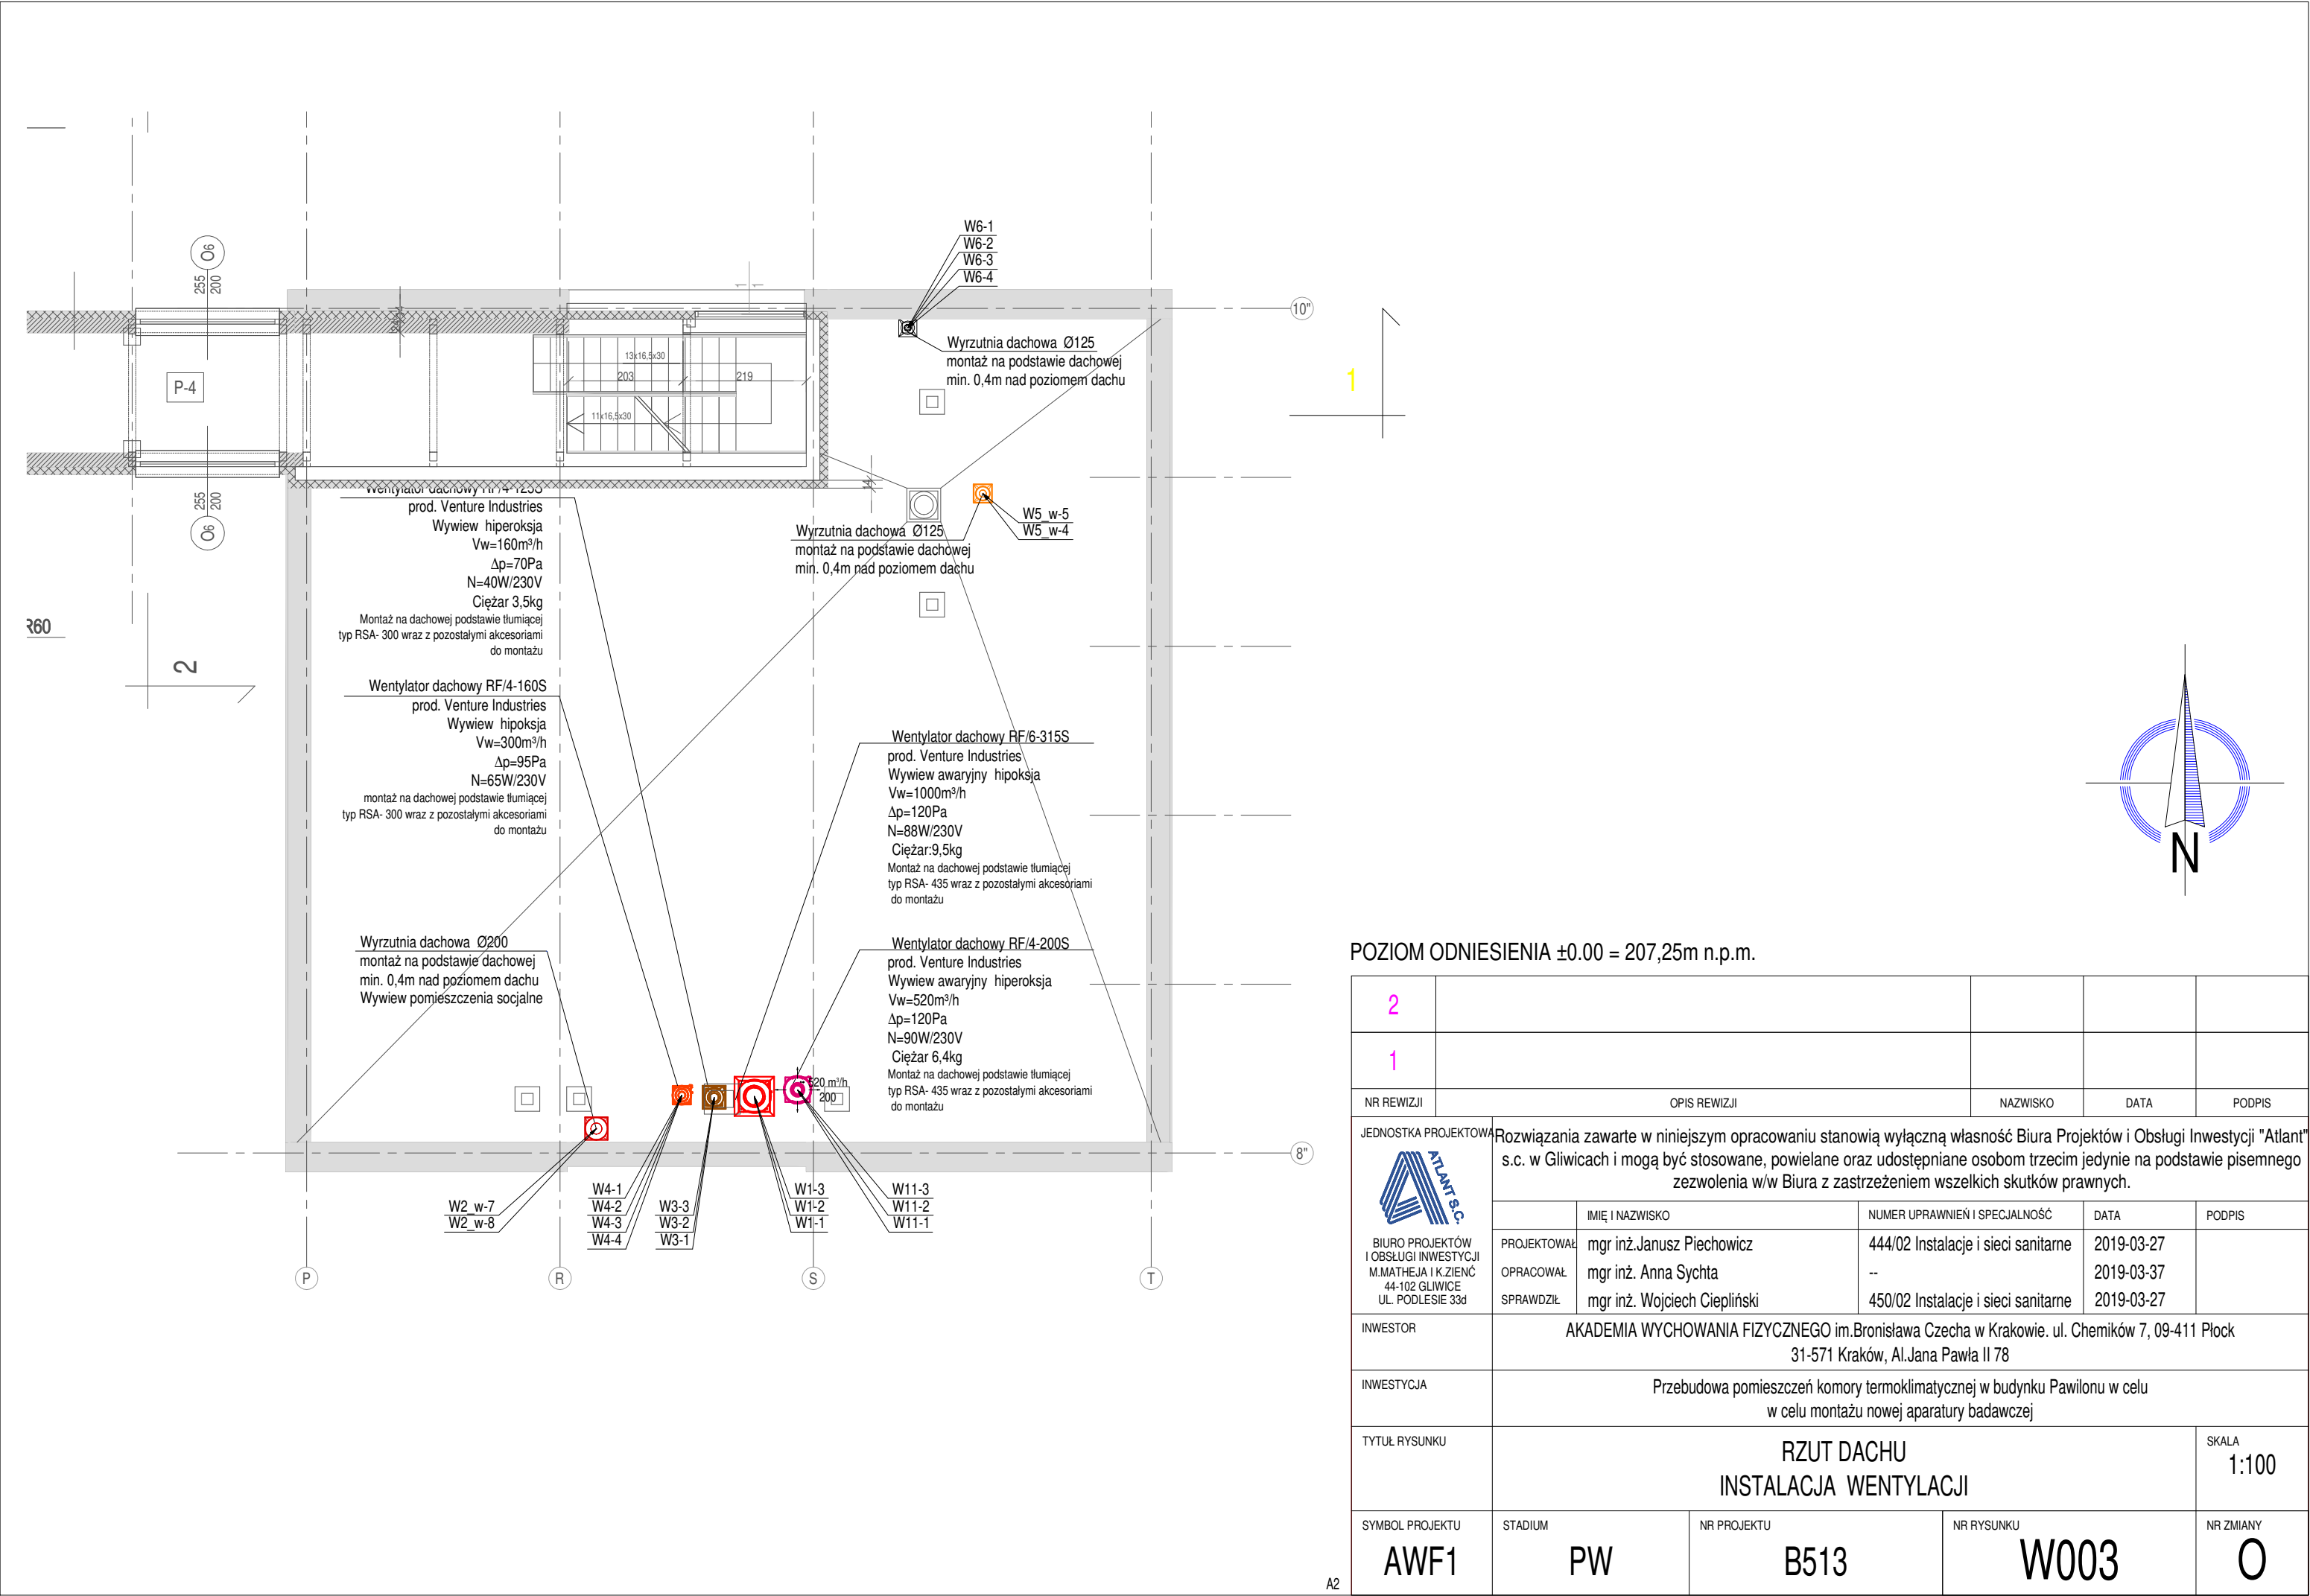 W6-1
W6-2
W6-3
W6-4
10"
Wyrzutnia dachowa Ø125
montaż na podstawie dachowej
min. 0,4m nad poziomem dachu
O6
255
200
P-4
13x16,5x30
203
219
11x16,5x30
14
255
200
O6
1
R60
2
Wentylator dachowy RF/4-125S
prod. Venture Industries
Wywiew hiperoksja
Vw=160m³/h
Δp=70Pa
N=40W/230V
Ciężar 3,5kg
Montaż na dachowej podstawie tłumiącej
typ RSA- 300 wraz z pozostałymi akcesoriami
do montażu
W5_w-5
W5_w-4
Wyrzutnia dachowa Ø125
montaż na podstawie dachowej
min. 0,4m nad poziomem dachu
Wentylator dachowy RF/4-160S
prod. Venture Industries
Wywiew hipoksja
Vw=300m³/h
Δp=95Pa
N=65W/230V
montaż na dachowej podstawie tłumiącej
typ RSA- 300 wraz z pozostałymi akcesoriami
do montażu
Wentylator dachowy RF/6-315S
prod. Venture Industries
Wywiew awaryjny hipoksja
Vw=1000m³/h
Δp=120Pa
N=88W/230V
Ciężar:9,5kg
Montaż na dachowej podstawie tłumiącej
typ RSA- 435 wraz z pozostałymi akcesoriami
do montażu
Wyrzutnia dachowa Ø200
montaż na podstawie dachowej
min. 0,4m nad poziomem dachu
Wywiew pomieszczenia socjalne
Wentylator dachowy RF/4-200S
prod. Venture Industries
Wywiew awaryjny hiperoksja
Vw=520m³/h
Δp=120Pa
N=90W/230V
Ciężar 6,4kg
Montaż na dachowej podstawie tłumiącej
typ RSA- 435 wraz z pozostałymi akcesoriami
do montażu
520 m³/h
200
8"
W2_w-7
W2_w-8
W4-1
W4-2
W4-3
W4-4
W3-3
W3-2
W3-1
W1-3
W1-2
W1-1
W11-3
W11-2
W11-1
P
R
S
T
N
POZIOM ODNIESIENIA ±0.00 = 207,25m n.p.m.
2
1
NR REWIZJI OPIS REWIZJI NAZWISKO DATA PODPIS
JEDNOSTKA PROJEKTOWA
ATLANT S.C.
BIURO PROJEKTÓW
I OBSŁUGI INWESTYCJI
M.MATHEJA I K.ZIENĆ
44-102 GLIWICE
UL. PODLESIE 33d
Rozwiązania zawarte w niniejszym opracowaniu stanowią wyłączną własność Biura Projektów i Obsługi Inwestycji "Atlant"
s.c. w Gliwicach i mogą być stosowane, powielane oraz udostępniane osobom trzecim jedynie na podstawie pisemnego
zezwolenia w/w Biura z zastrzeżeniem wszelkich skutków prawnych.
IMIĘ I NAZWISKO NUMER UPRAWNIEŃ I SPECJALNOŚĆ DATA PODPIS
PROJEKTOWAŁ mgr inż.Janusz Piechowicz 444/02 Instalacje i sieci sanitarne 2019-03-27
OPRACOWAŁ mgr inż. Anna Sychta -- 2019-03-37
SPRAWDZIŁ mgr inż. Wojciech Ciepliński 450/02 Instalacje i sieci sanitarne 2019-03-27
INWESTOR
AKADEMIA WYCHOWANIA FIZYCZNEGO im.Bronisława Czecha w Krakowie. ul. Chemików 7, 09-411 Płock
31-571 Kraków, Al.Jana Pawła II 78
INWESTYCJA
Przebudowa pomieszczeń komory termoklimatycznej w budynku Pawilonu w celu
w celu montażu nowej aparatury badawczej
TYTUŁ RYSUNKU
RZUT DACHU
INSTALACJA WENTYLACJI
SKALA
1:100
SYMBOL PROJEKTU
AWF1
STADIUM
PW
NR PROJEKTU
B513
NR RYSUNKU
W003
NR ZMIANY
O
A2